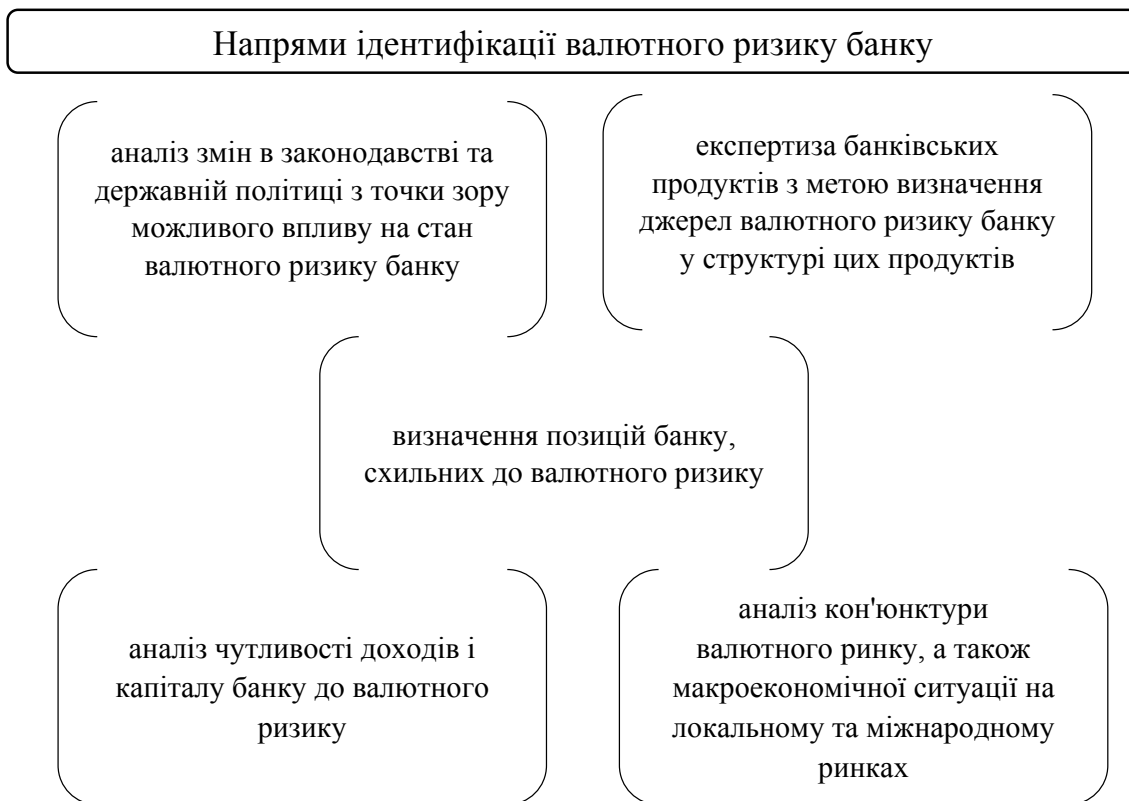 Напрями ідентифікації валютного ризику банку
аналіз змін в законодавстві та
державній політиці з точки зору
можливого впливу на стан
валютного ризику банку
експертиза банківських
продуктів з метою визначення
джерел валютного ризику банку
у структурі цих продуктів
визначення позицій банку,
схильних до валютного ризику
аналіз чутливості доходів і
капіталу банку до валютного
ризику
аналіз кон'юнктури
валютного ринку, а також
макроекономічної ситуації на
локальному та міжнародному
ринках